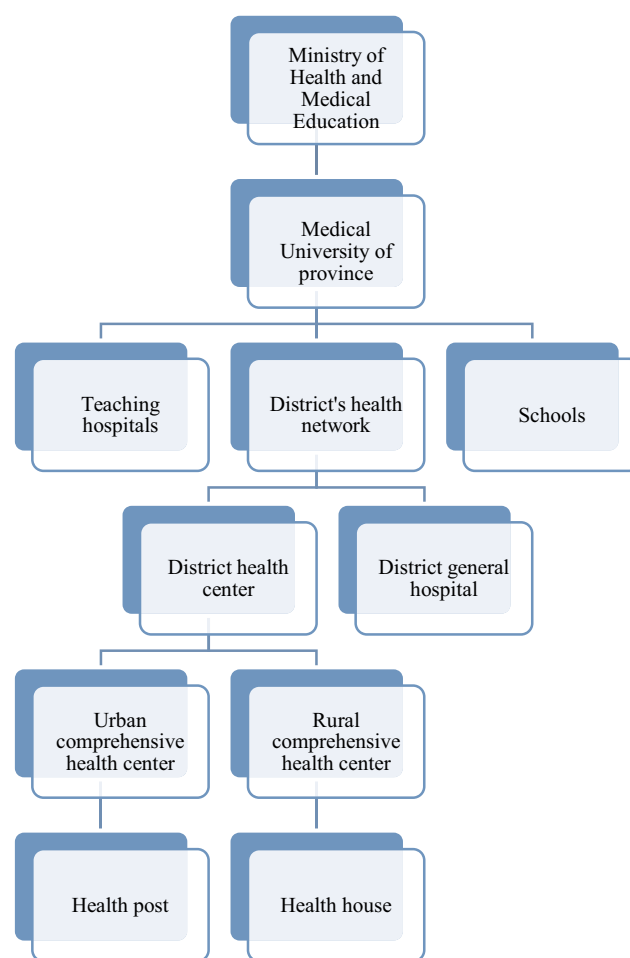 Ministry of
Health and
Medical
Education
Medical
University of
province
Teaching
hospitals
District's health
network
Schools
District health
center
District general
hospital
Urban
comprehensive
health center
Rural
comprehensive
health center
Health post
Health house